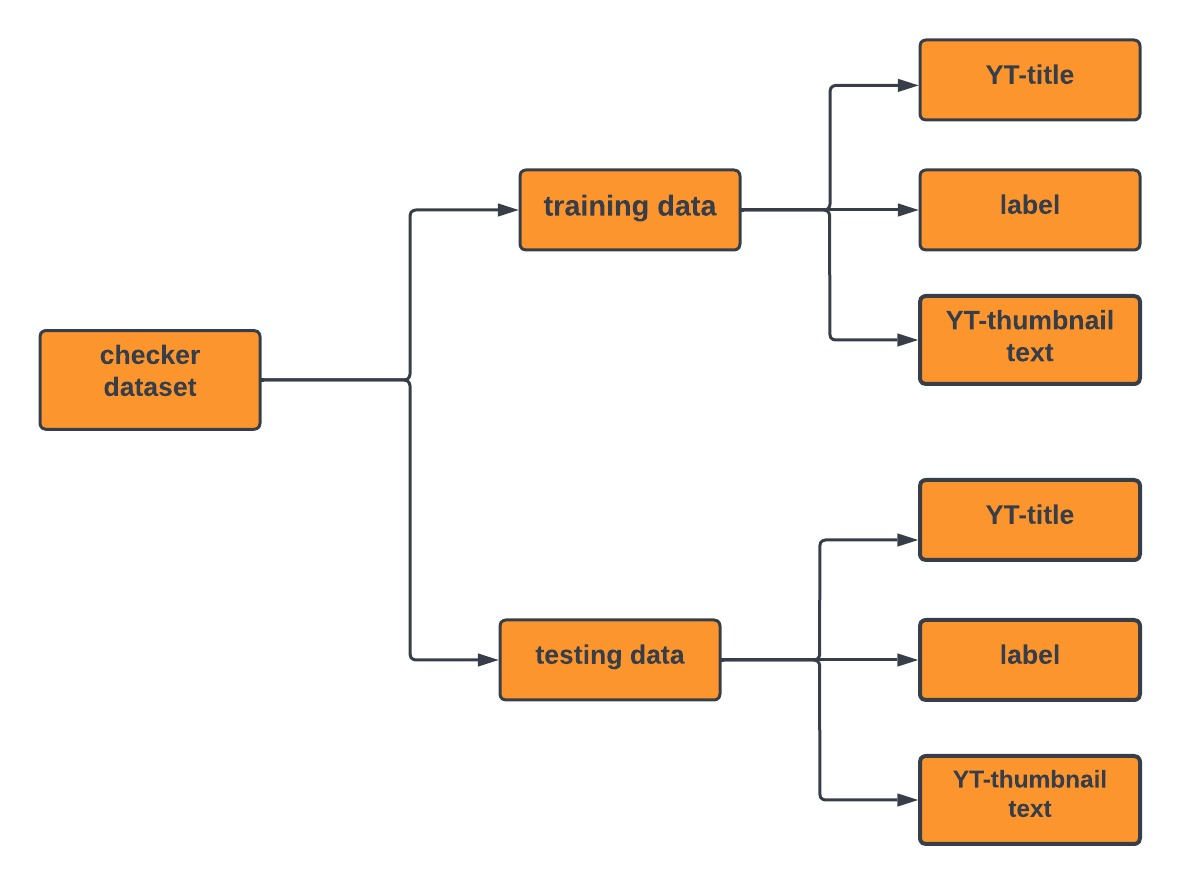 YT-title
training data
label
YT-thumbnail
text
checker
dataset
YT-title
testing data
label
YT-thumbnail
text